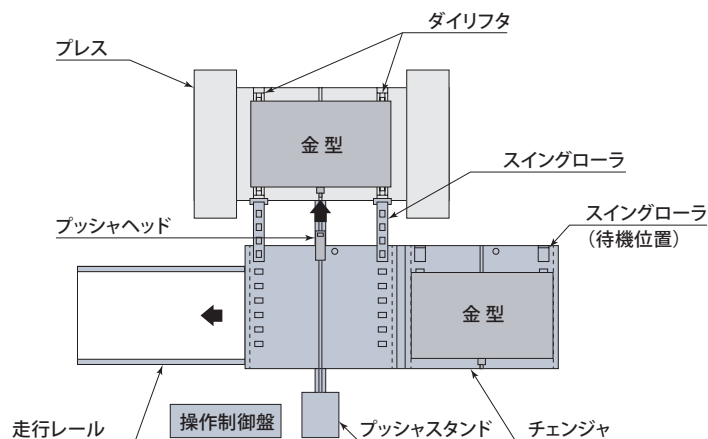 ダイリフタ
プレス
金型
スイングローラ
プッシャヘッド
スイングローラ
（待機位置）
金型
走行レール
操作制御盤
プッシャスタンド
チェンジャ